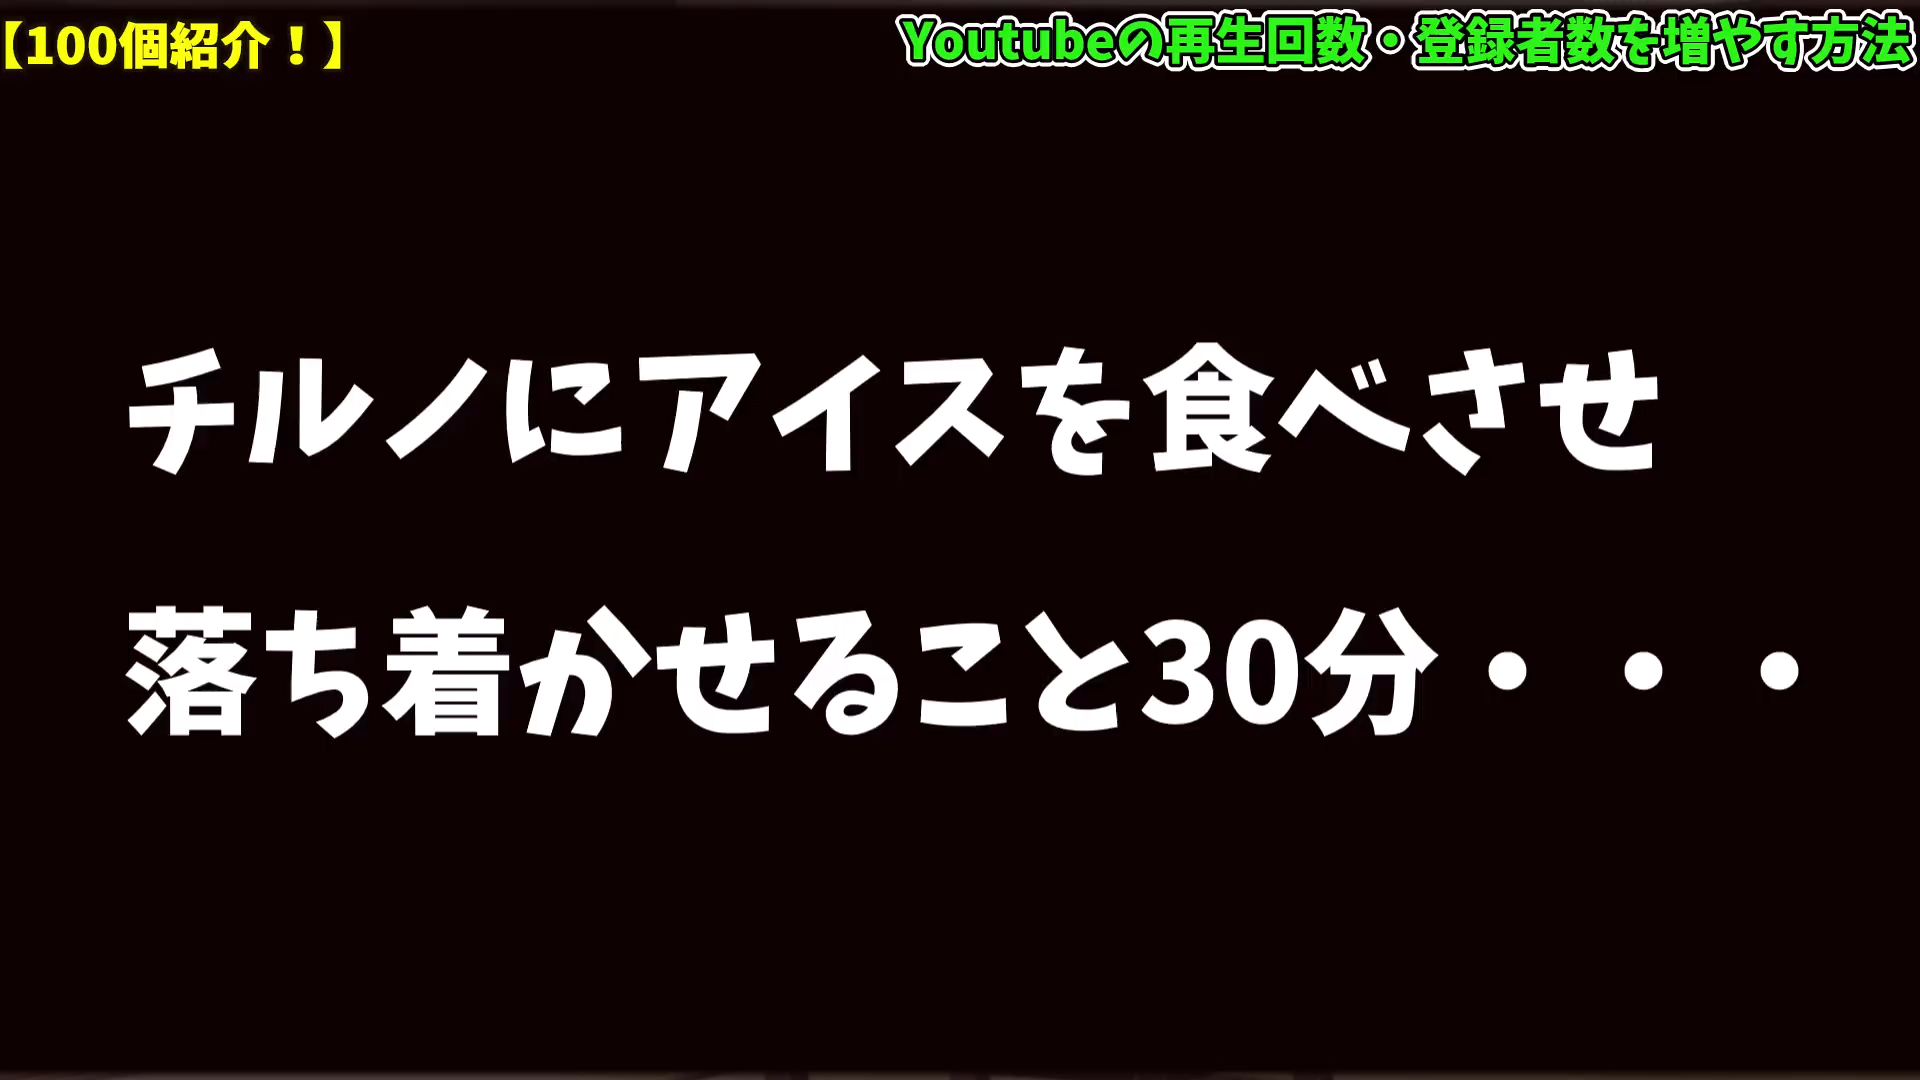 【100個紹介！】
Youtubeの再生回数・登録者数を増やす方法
チルノにアイスを食べさせ
落ち着かせること30分・・・